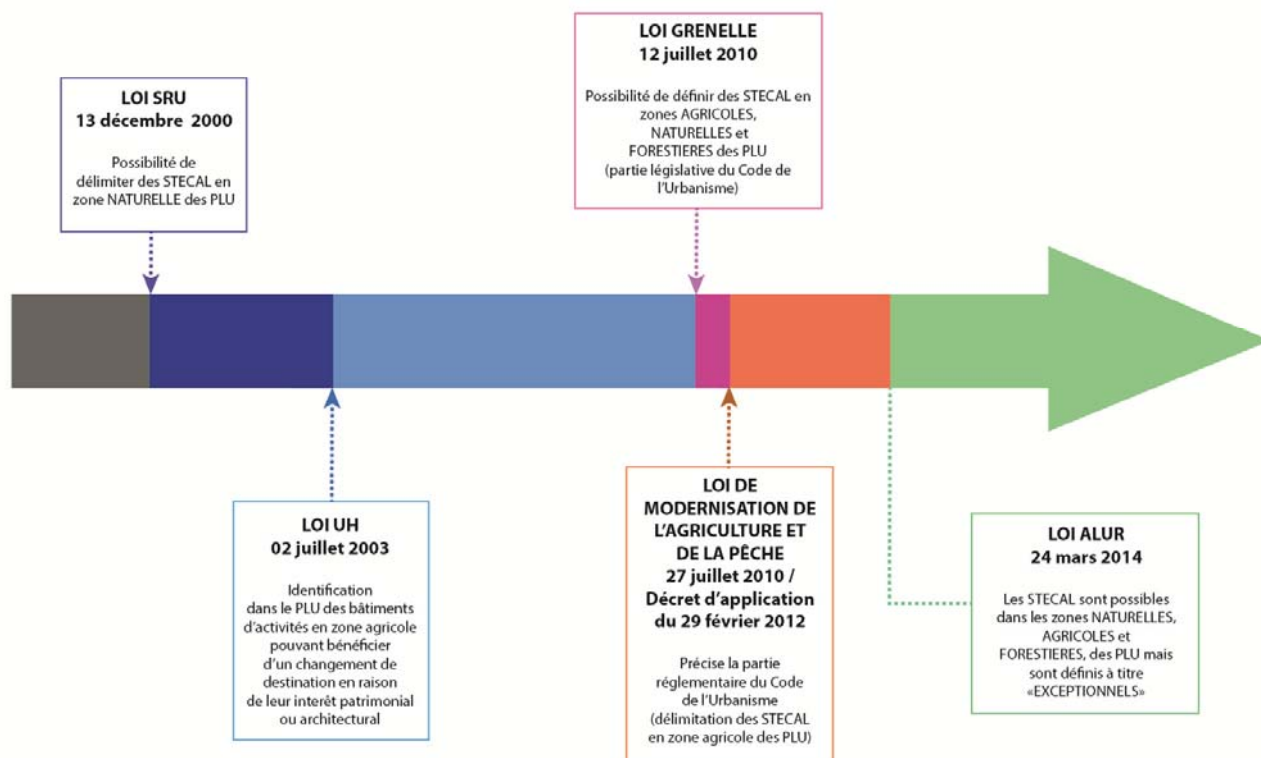 LOI GRENELLE
12 juillet 2010
Possibilité de définir des STECAL en
zones AGRICOLES,
NATURELLES et
FORESTIERES des PLU
(partie législative du Code de
l'Urbanisme)
LOI SRU
13 décembre 2000
Possibilité de
délimiter des STECAL en
zone NATURELLE des PLU
LOI UH
02 juillet 2003
Identification
dans le PLU des bâtiments
d'activités en zone agricole
pouvant bénéficier
d'un changement de
destination en raison
de leur interêt patrimonial
ou architectural
LOI DE
MODERNISATION DE
L'AGRICULTURE ET
DE LA PÊCHE
27 juillet 2010 /
Décret d'application
du 29 février 2012
Précise la partie
réglementaire du Code
de l'Urbanisme
(délimitation des STECAL
en zone agricole des PLU)
LOI ALUR
24 mars 2014
Les STECAL sont possibles
dans les zones NATURELLES,
AGRICOLES et
FORESTIERES, des PLU mais
sont définis à titre
«EXCEPTIONNELS»